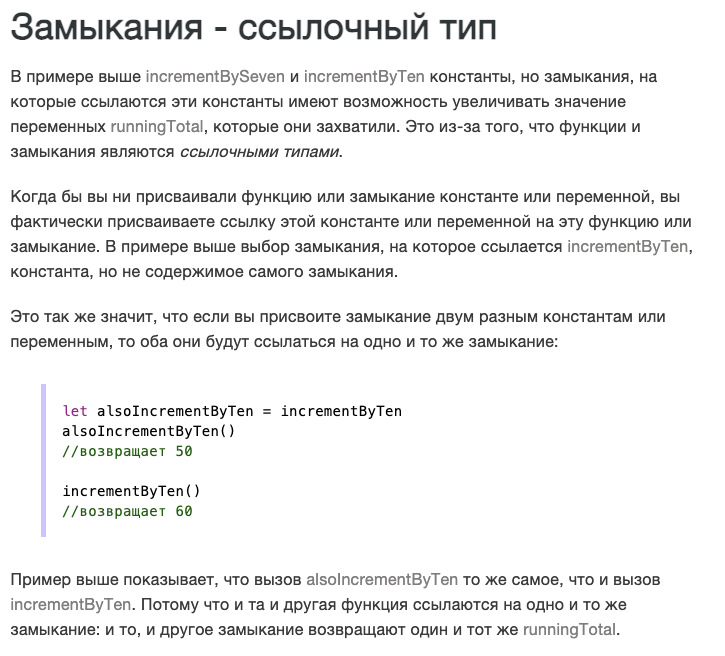 Замыкания - ссылочный тип
В примере выше incrementBySeven и incrementByTen константы, но замыкания, на
которые ссылаются эти константы имеют возможность увеличивать значение
переменных runningTotal, которые они захватили. Это из-за того, что функции и
замыкания являются ссылочными типами.
Когда бы вы ни присваивали функцию или замыкание константе или переменной, вы
фактически присваиваете ссылку этой константе или переменной на эту функцию или
замыкание. В примере выше выбор замыкания, на которое ссылается incrementByTen,
константа, но не содержимое самого замыкания.
Это так же значит, что если вы присвоите замыкание двум разным константам или
переменным, то оба они будут ссылаться на одно и то же замыкание:
let alsoIncrementByTen = incrementByTen
alsoIncrementByTen()
//возвращает 50
incrementByTen()
//возвращает 60
Пример выше показывает, что вызов alsoIncrementByTen то же самое, что и вызов
incrementByTen. Потому что и та и другая функция ссылаются на одно и то же
замыкание: и то, и другое замыкание возвращают один и тот же runningTotal.